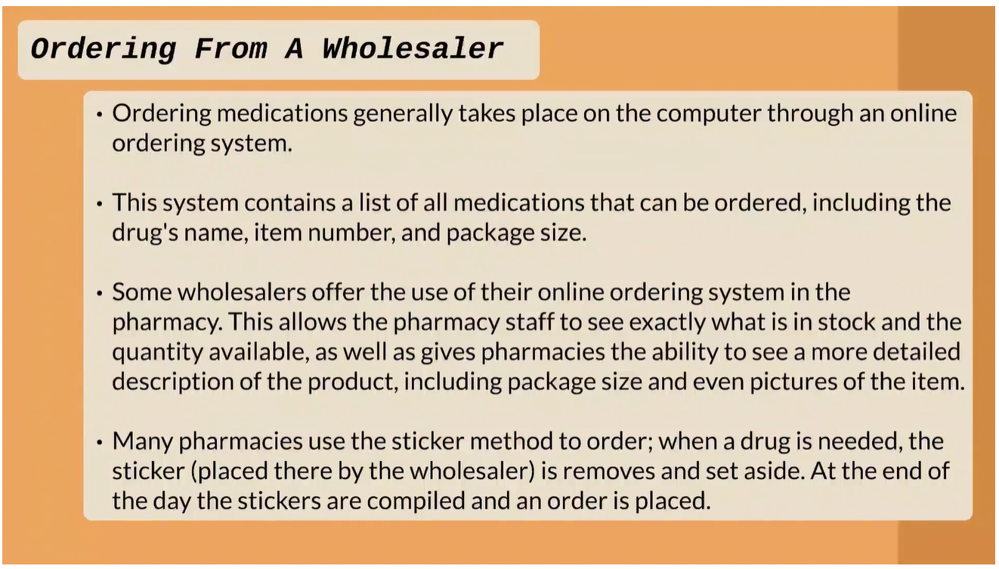 Ordering From A Wholesaler
• Ordering medications generally takes place on the computer through an online
ordering system.
• This system contains a list of all medications that can be ordered, including the
drug's name, item number, and package size.
• Some wholesalers offer the use of their online ordering system in the
pharmacy. This allows the pharmacy staff to see exactly what is in stock and the
quantity available, as well as gives pharmacies the ability to see a more detailed
description of the product, including package size and even pictures of the item.
• Many pharmacies use the sticker method to order; when a drug is needed, the
sticker (placed there by the wholesaler) is removes and set aside. At the end of
the day the stickers are compiled and an order is placed.